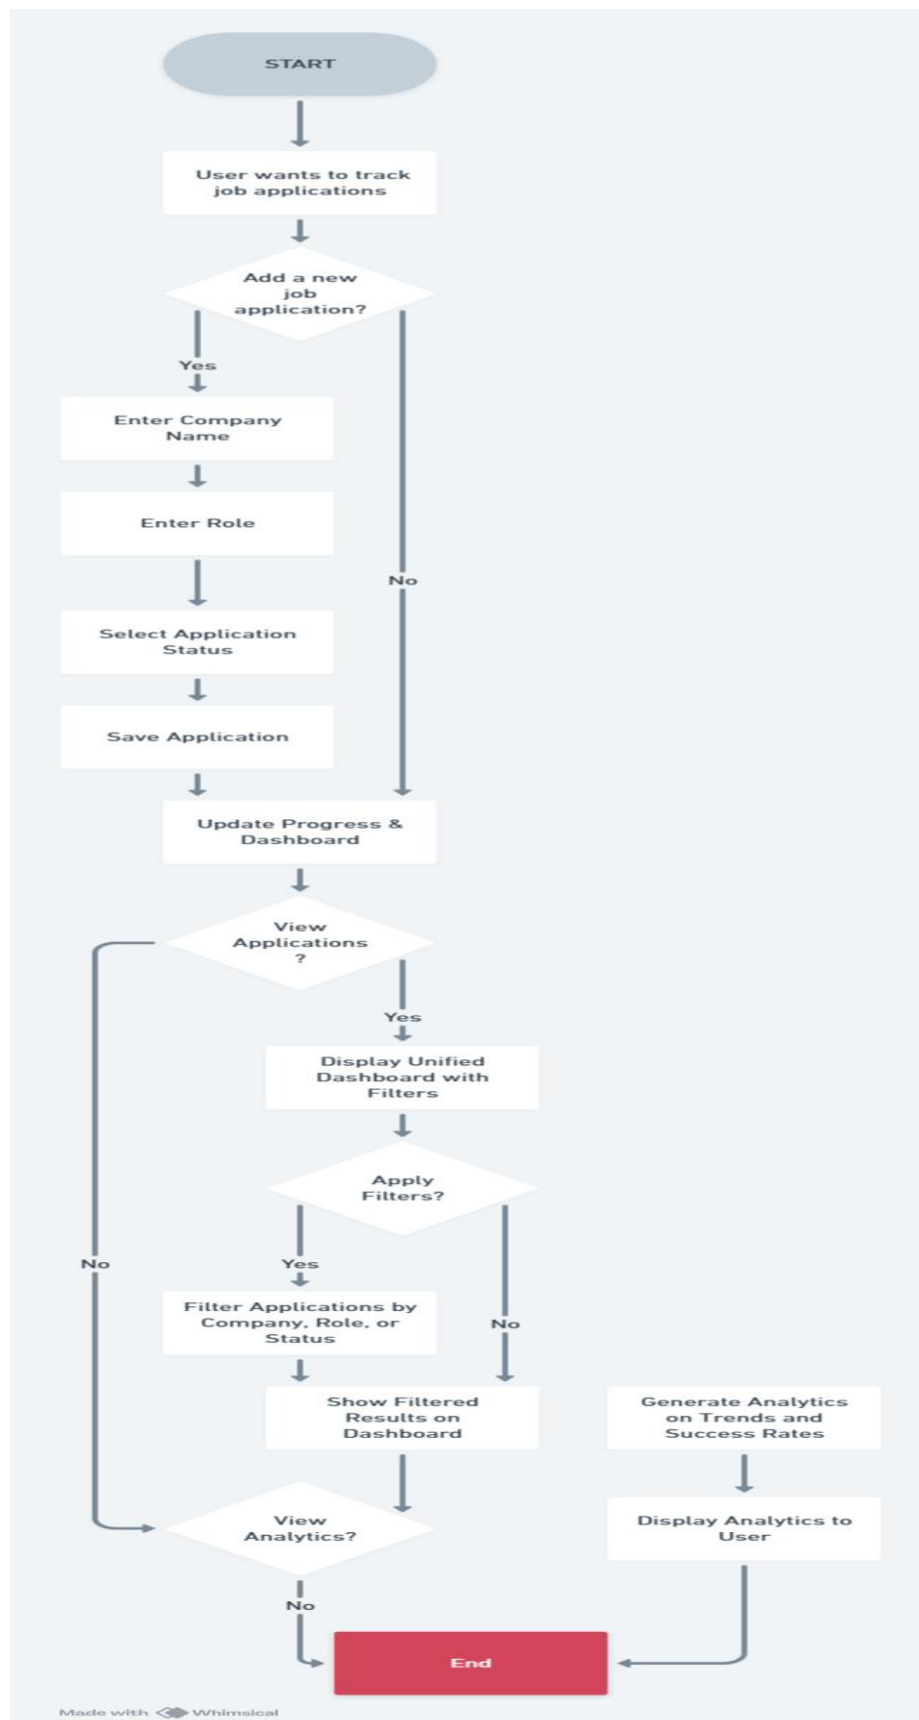 START
User wants to track
job applications
Add a new
job
application?
Yes
Enter Company
Name
Enter Role
No
Select Application
Status
Save Application
Update Progress &
Dashboard
View
Applications
?
Yes
Display Unified
Dashboard with
Filters
Apply
Filters?
No
Yes
Filter Applications by
Company, Role, or
Status
No
Show Filtered
Results on
Dashboard
Generate Analytics
on Trends and
Success Rates
View
Analytics?
Display Analytics to
User
No
End
Made with Whimsical